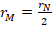 r_M = r_N/2